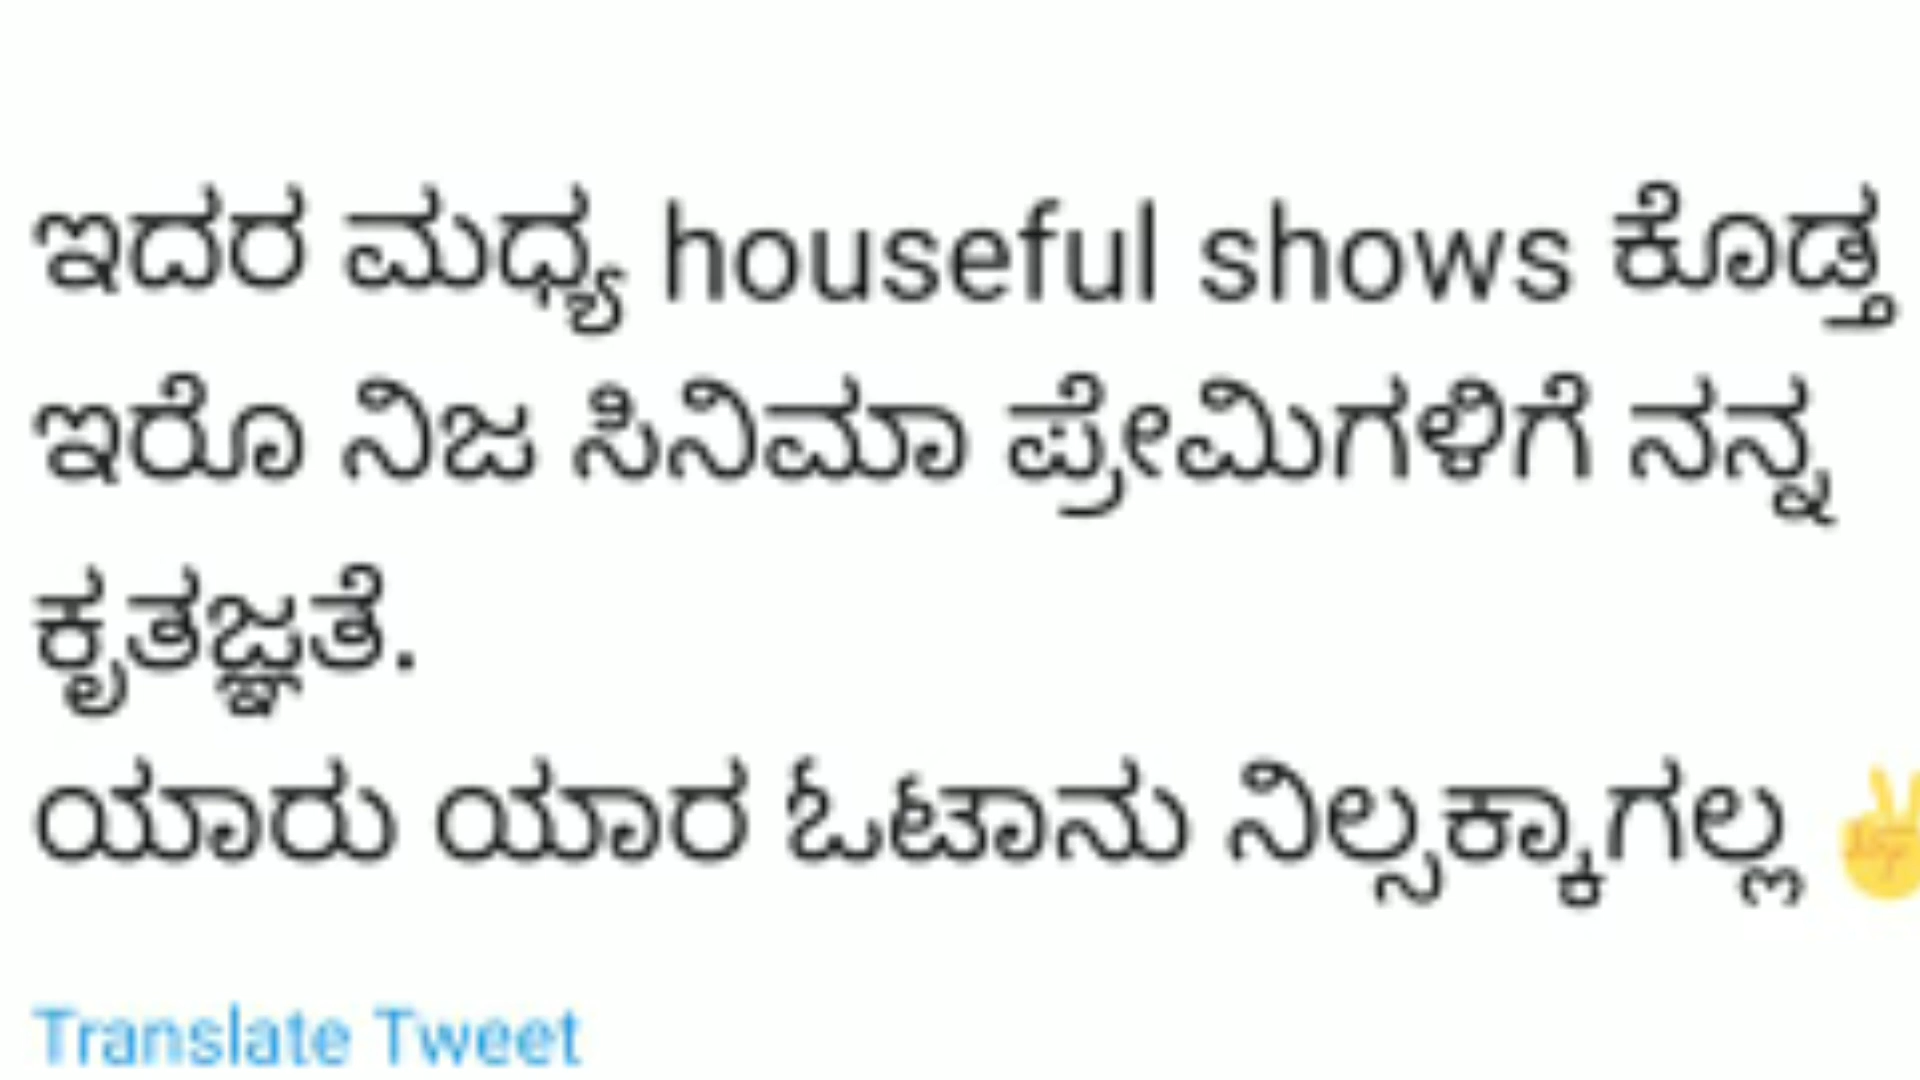 ಇದರ ಮಧ್ಯ houseful shows ಕೊಡ್ತ
ಇರೊ ನಿಜ ಸಿನಿಮಾ ಪ್ರೇಮಿಗಳಿಗೆ ನನ್ನ
ಕೃತಜ್ಞತೆ.
ಯಾರು ಯಾರ ಓಟಾನು ನಿಲ್ಸಕ್ಕಾಗಲ್ಲ ✌
Translate Tweet